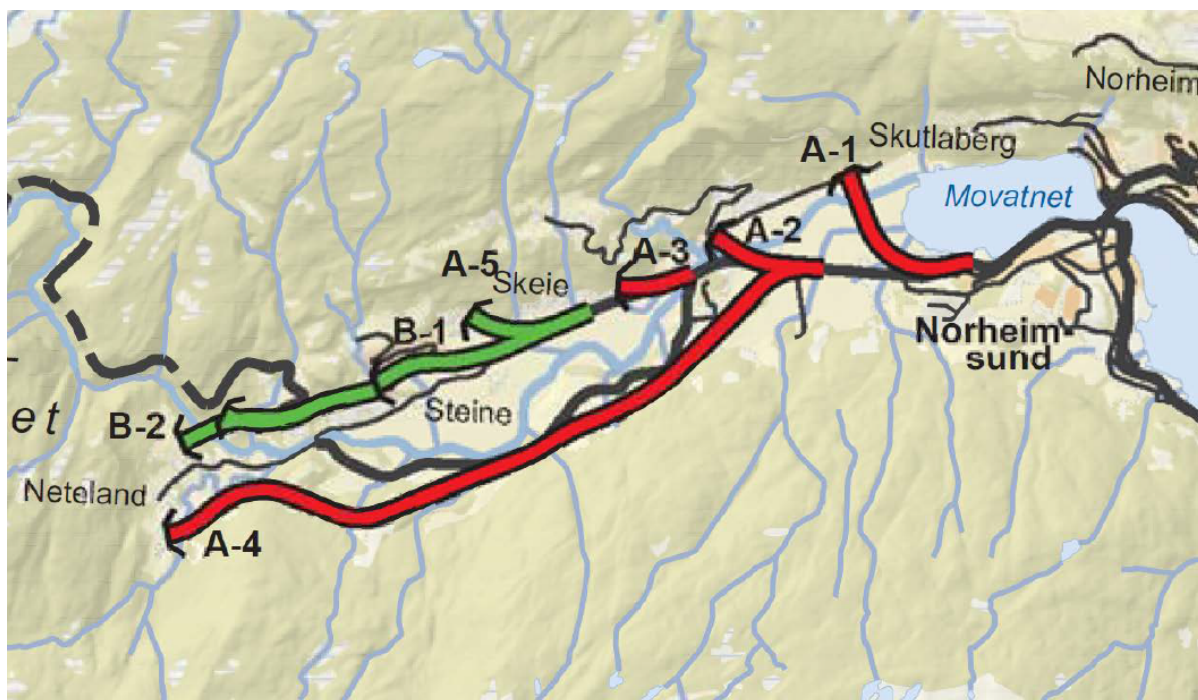 Norheim
Skutlaberg
A-1
Movatnet
A-2
A-3
A-5
Skeie
B-1
Norheim-
sund
Steine
et
B-2
Neteland
A-4